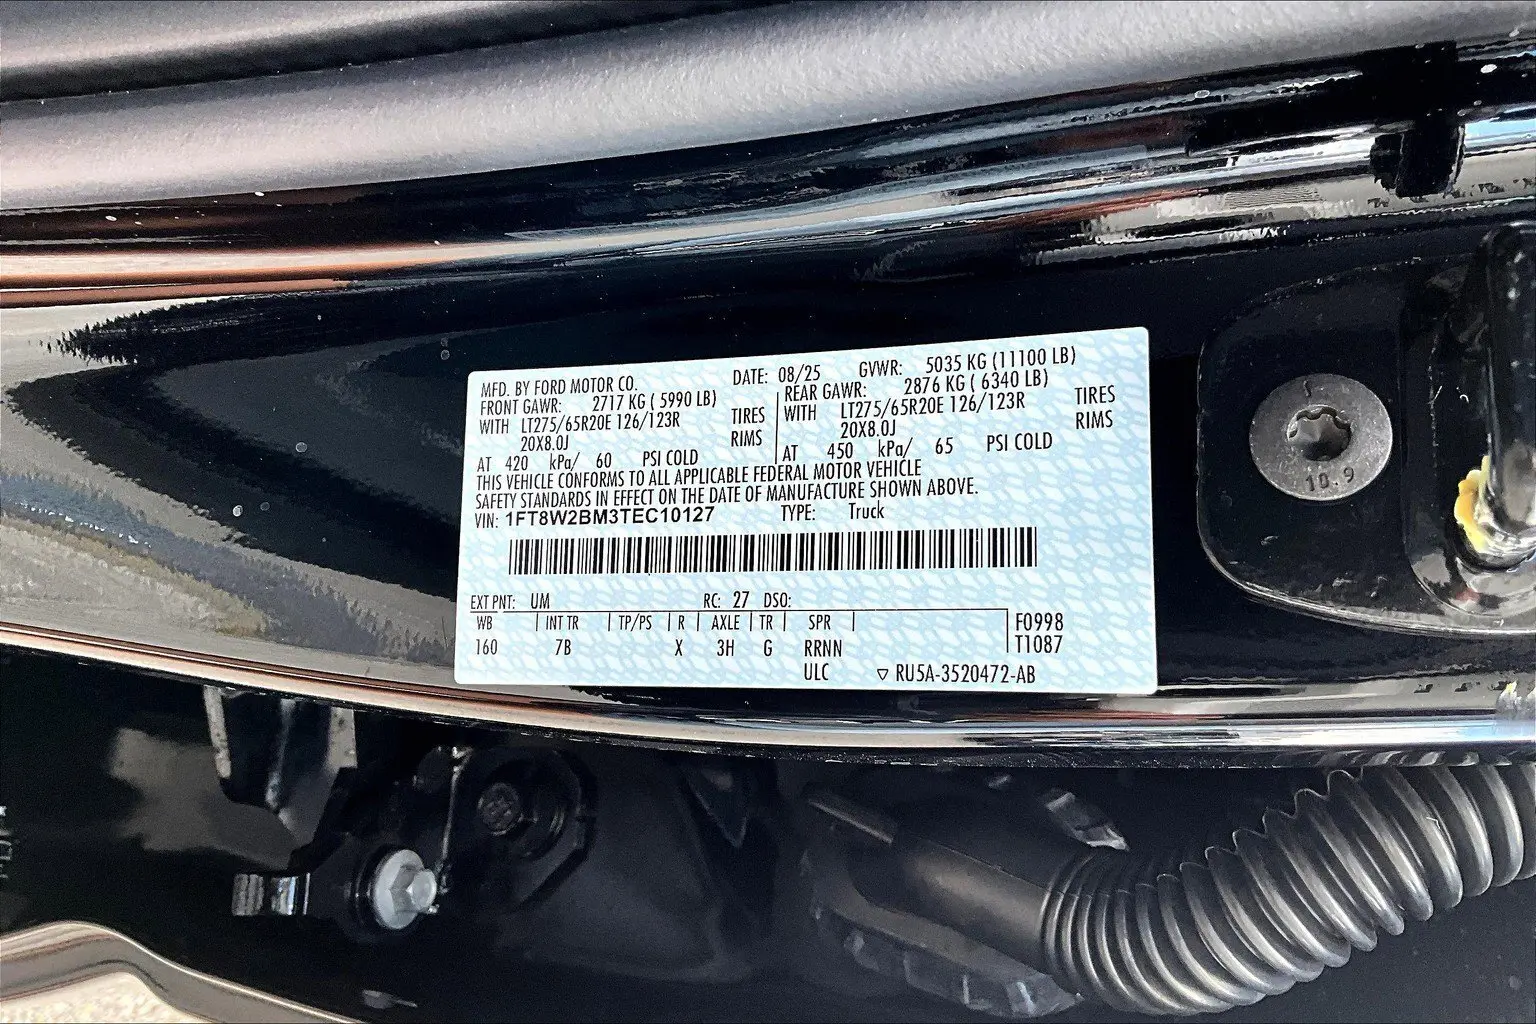 MFD. BY FORD MOTOR CO. DATE: 08/25 GVWR: 5035 KG (11100 LB)
FRONT GAWR: 2717 KG ( 5990 LB) REAR GAWR: 2876 KG ( 6340 LB)
WITH LT275/65R20E 126/123R TIRES WITH LT275/65R20E 126/123R TIRES
20X8.0J RIMS 20X8.0J RIMS
AT 420 kPa/ 60 PSI COLD AT 450 kPa/ 65 PSI COLD
THIS VEHICLE CONFORMS TO ALL APPLICABLE FEDERAL MOTOR VEHICLE
SAFETY STANDARDS IN EFFECT ON THE DATE OF MANUFACTURE SHOWN ABOVE.
VIN: 1FT8W2BM3TEC10127 TYPE: Truck
EXT PNT: UM RC: 27 DSO:
WB | INT TR | TP/PS | R | AXLE | TR | SPR | F0998
160 7B X 3H G RRNN T1087
ULC ▽ RU5A-3520472-AB
10.9